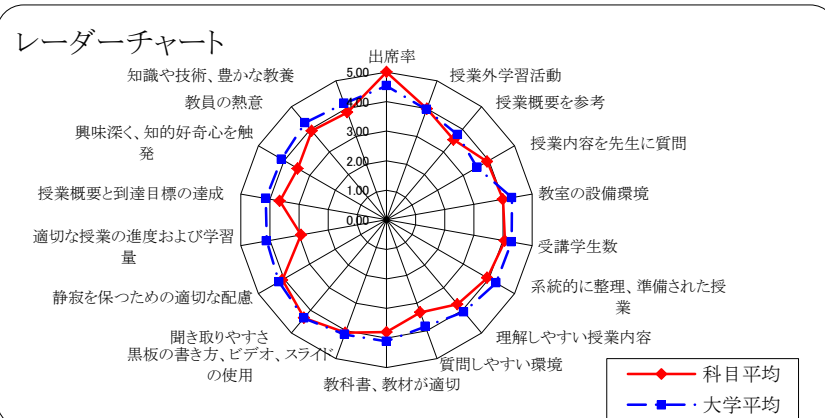 レーダーチャート
出席率
授業外学習活動
授業概要を参考
授業内容を先生に質問
教室の設備環境
受講学生数
系統的に整理、準備された授
業
理解しやすい授業内容
質問しやすい環境
教科書、教材が適切
黒板の書き方、ビデオ、スライド
の使用
聞き取りやすさ
静寂を保つための適切な配慮
適切な授業の進度および学習
量
授業概要と到達目標の達成
興味深く、知的好奇心を触
発
教員の熱意
知識や技術、豊かな教養
5.00
4.00
3.00
2.00
1.00
0.00
科目平均
大学平均